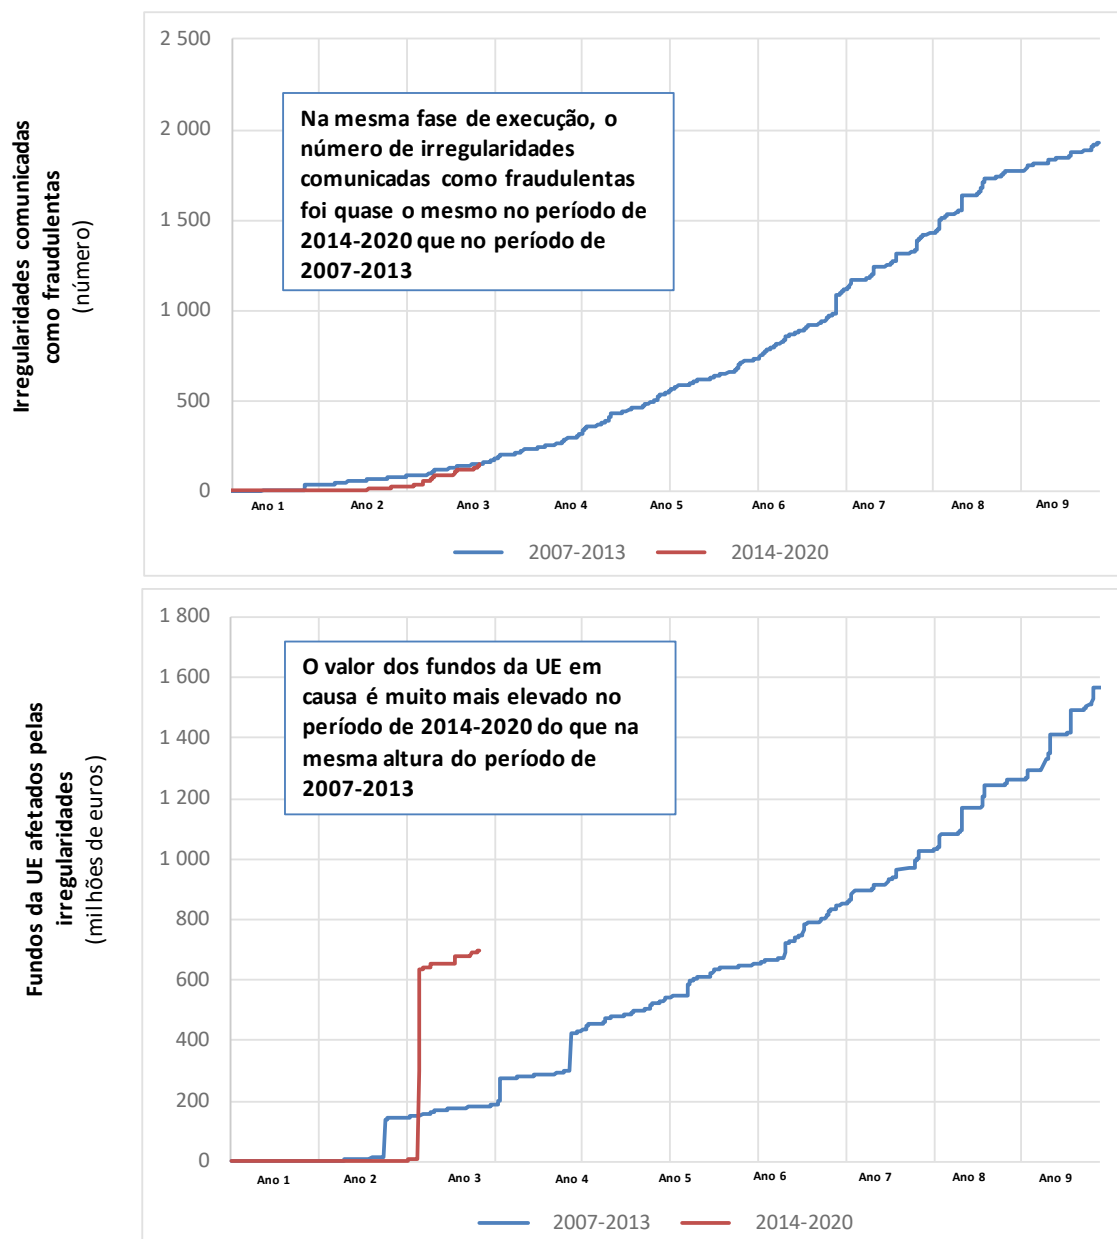 Irregularidades comunicadas
como fraudulentas
(número)
2 500
2 000
1 500
1 000
500
0
Na mesma fase de execução, o
número de irregularidades
comunicadas como fraudulentas
foi quase o mesmo no período de
2014-2020 que no período de
2007-2013
Ano 1
Ano 2
Ano 3
Ano 4
Ano 5
Ano 6
Ano 7
Ano 8
Ano 9
2007-2013
2014-2020
Fundos da UE afetados pelas
irregularidades
(milhões de euros)
1 800
1 600
1 400
1 200
1 000
800
600
400
200
0
O valor dos fundos da UE em
causa é muito mais elevado no
período de 2014-2020 do que na
mesma altura do período de
2007-2013
Ano 1
Ano 2
Ano 3
Ano 4
Ano 5
Ano 6
Ano 7
Ano 8
Ano 9
2007-2013
2014-2020